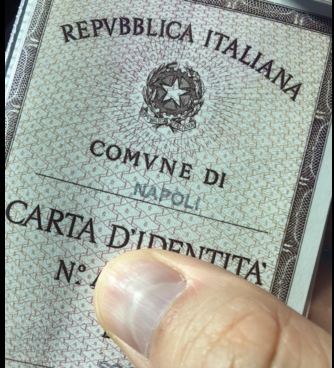 REPVBBLICA ITALIANA
COMVNE DI
NAPOLI
CARTA D'IDENTITA'
N°